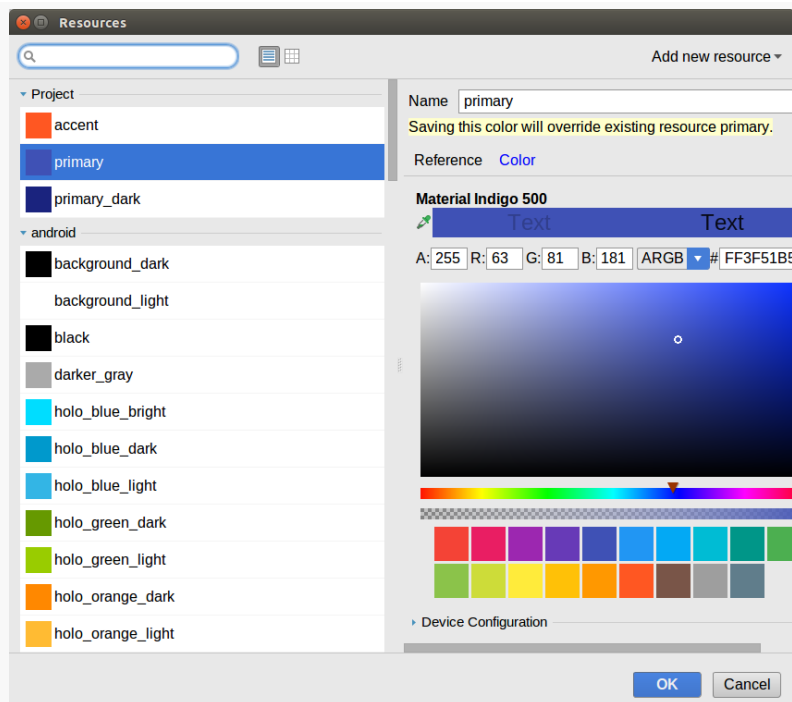 Resources
Add new resource
Project
accent
primary
primary_dark
android
background_dark
background_light
black
darker_gray
holo_blue_bright
holo_blue_dark
holo_blue_light
holo_green_dark
holo_green_light
holo_orange_dark
holo_orange_light
Name primary
Saving this color will override existing resource primary.
Reference Color
Material Indigo 500
Text Text
A: 255 R: 63 G: 81 B: 181 ARGB # FF3F51B5
Device Configuration
OK Cancel